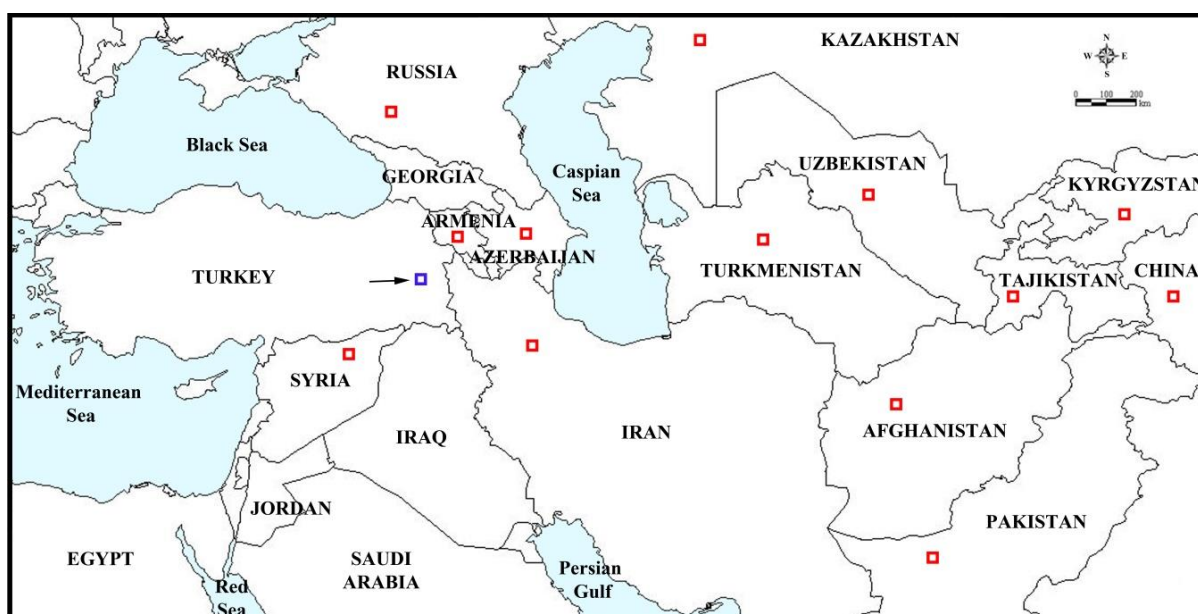 KAZAKHSTAN
N
W E
S
0 100 200
km
RUSSIA
Black Sea
GEORGIA
Caspian
Sea
UZBEKISTAN
KYRGYZSTAN
ARMENIA
AZERBAIJAN
TURKEY
TURKMENISTAN
TAJIKISTAN
CHINA
SYRIA
Mediterranean
Sea
IRAQ
IRAN
AFGHANISTAN
JORDAN
PAKISTAN
EGYPT
SAUDI
ARABIA
Red
Sea
Persian
Gulf